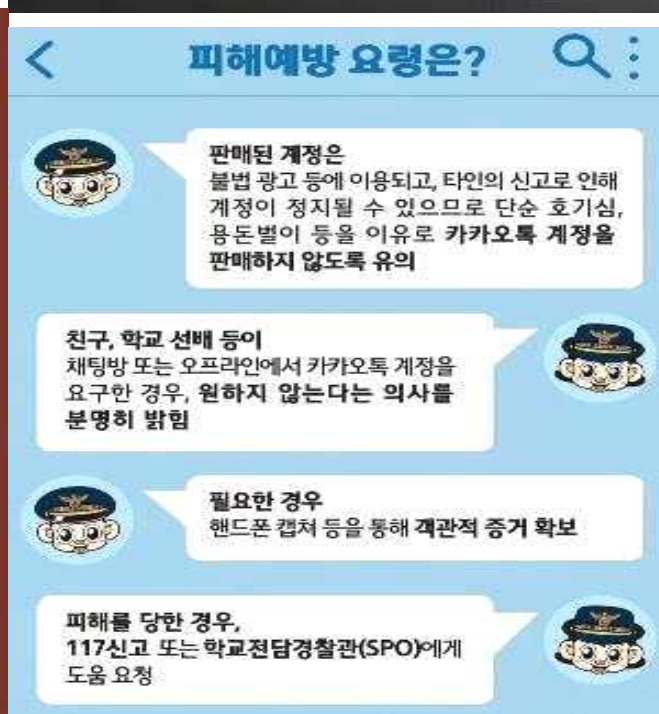 피해예방 요령은?
판매된 계정은
불법 광고 등에 이용되고, 타인의 신고로 인해
계정이 정지될 수 있으므로 단순 호기심,
용돈벌이 등을 이유로 카카오톡 계정을
판매하지 않도록 유의
친구, 학교 선배 등이
채팅방 또는 오프라인에서 카카오톡 계정을
요구한 경우, 원하지 않는다는 의사를
분명히 밝힘
필요한 경우
핸드폰 캡쳐 등을 통해 객관적 증거 확보
피해를 당한 경우,
117신고 또는 학교전담경찰관(SPO)에게
도움 요청